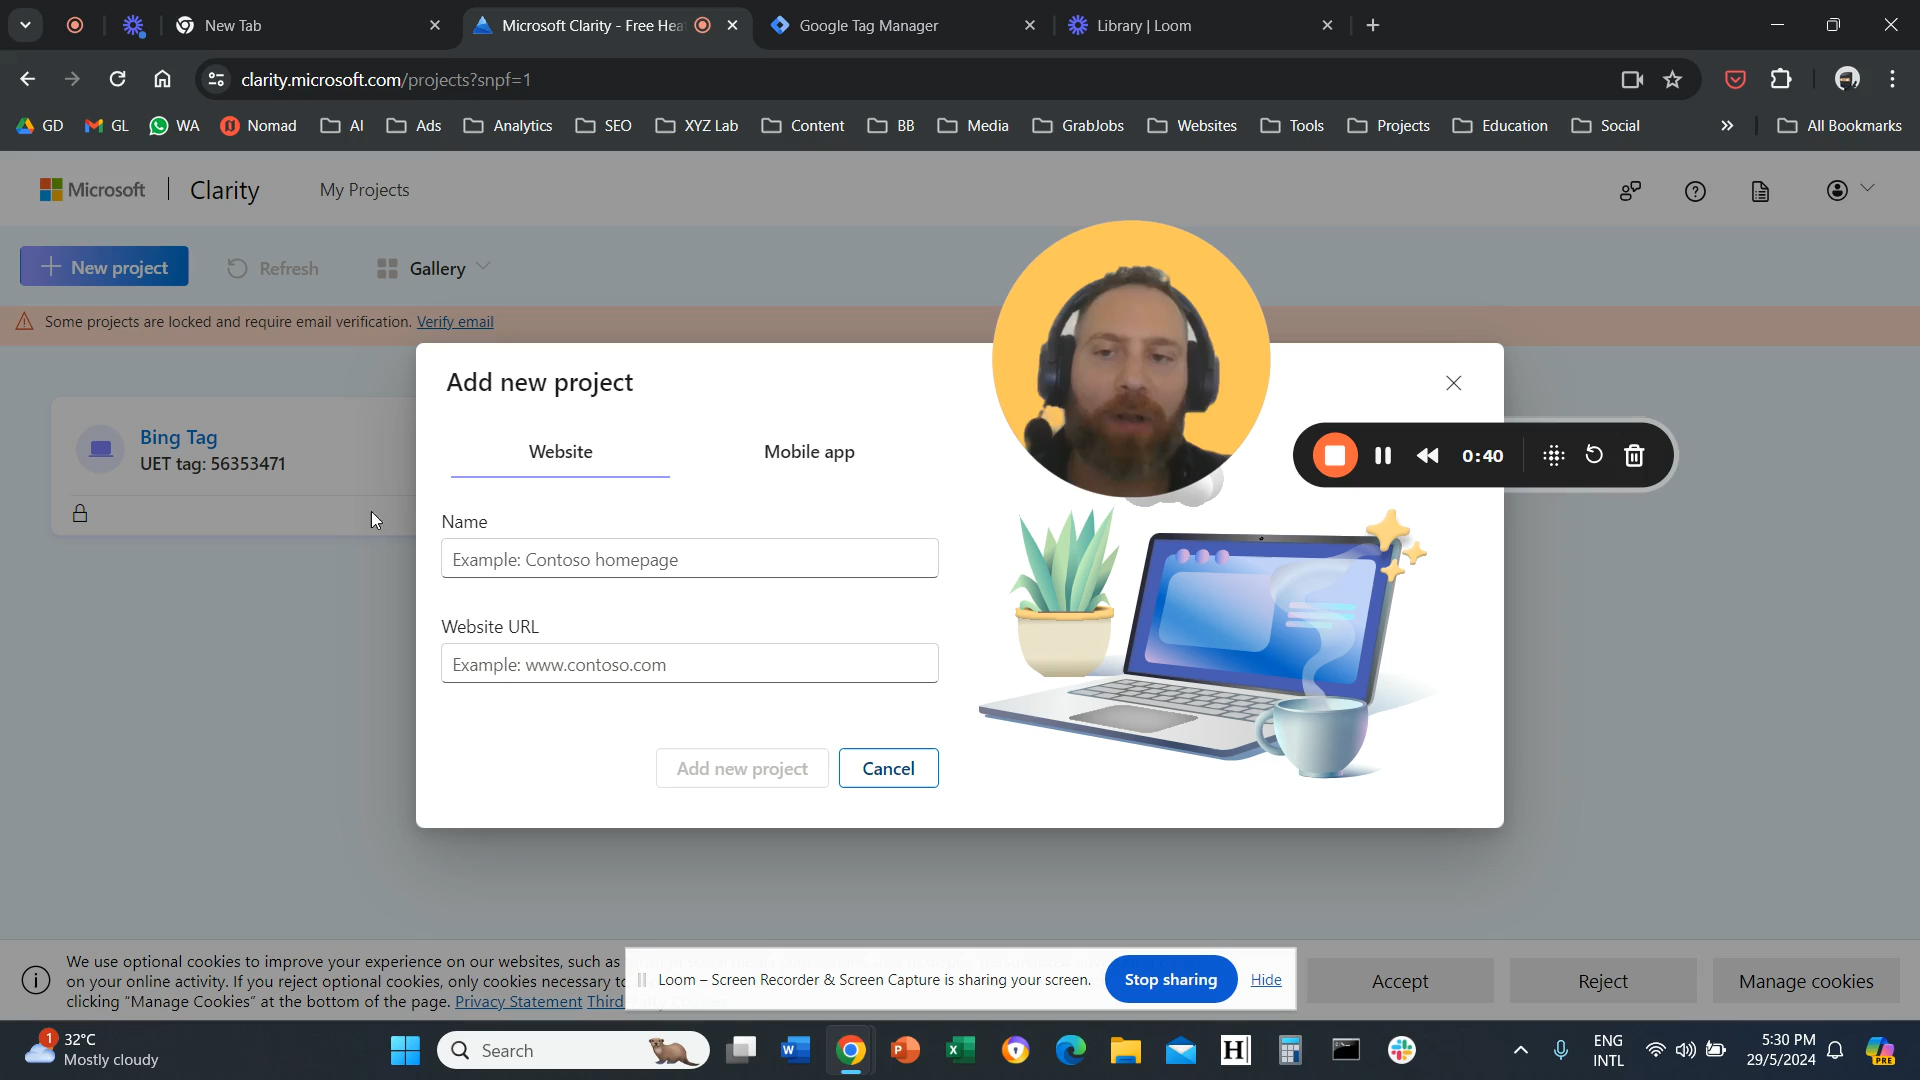 New Tab
Microsoft Clarity - Free Hea
Google Tag Manager
Library | Loom
clarity.microsoft.com/projects?snpf=1
GD
GL
WA
Nomad
AI
Ads
Analytics
SEO
XYZ Lab
Content
BB
Media
GrabJobs
Websites
Tools
Projects
Education
Social
All Bookmarks
Microsoft
Clarity
My Projects
New project
Refresh
Gallery
Some projects are locked and require email verification. Verify email
Add new project
Bing Tag
UET tag: 56353471
Website
Mobile app
0:40
Name
Example: Contoso homepage
Website URL
Example: www.contoso.com
Add new project
Cancel
We use optional cookies to improve your experience on our websites, such as
on your online activity. If you reject optional cookies, only cookies necessary to
clicking "Manage Cookies" at the bottom of the page. Privacy Statement Third
Loom – Screen Recorder & Screen Capture is sharing your screen.
Stop sharing
Hide
Accept
Reject
Manage cookies
1
32°C
Mostly cloudy
Search
H
ENG
INTL
5:30 PM
29/5/2024
PRE